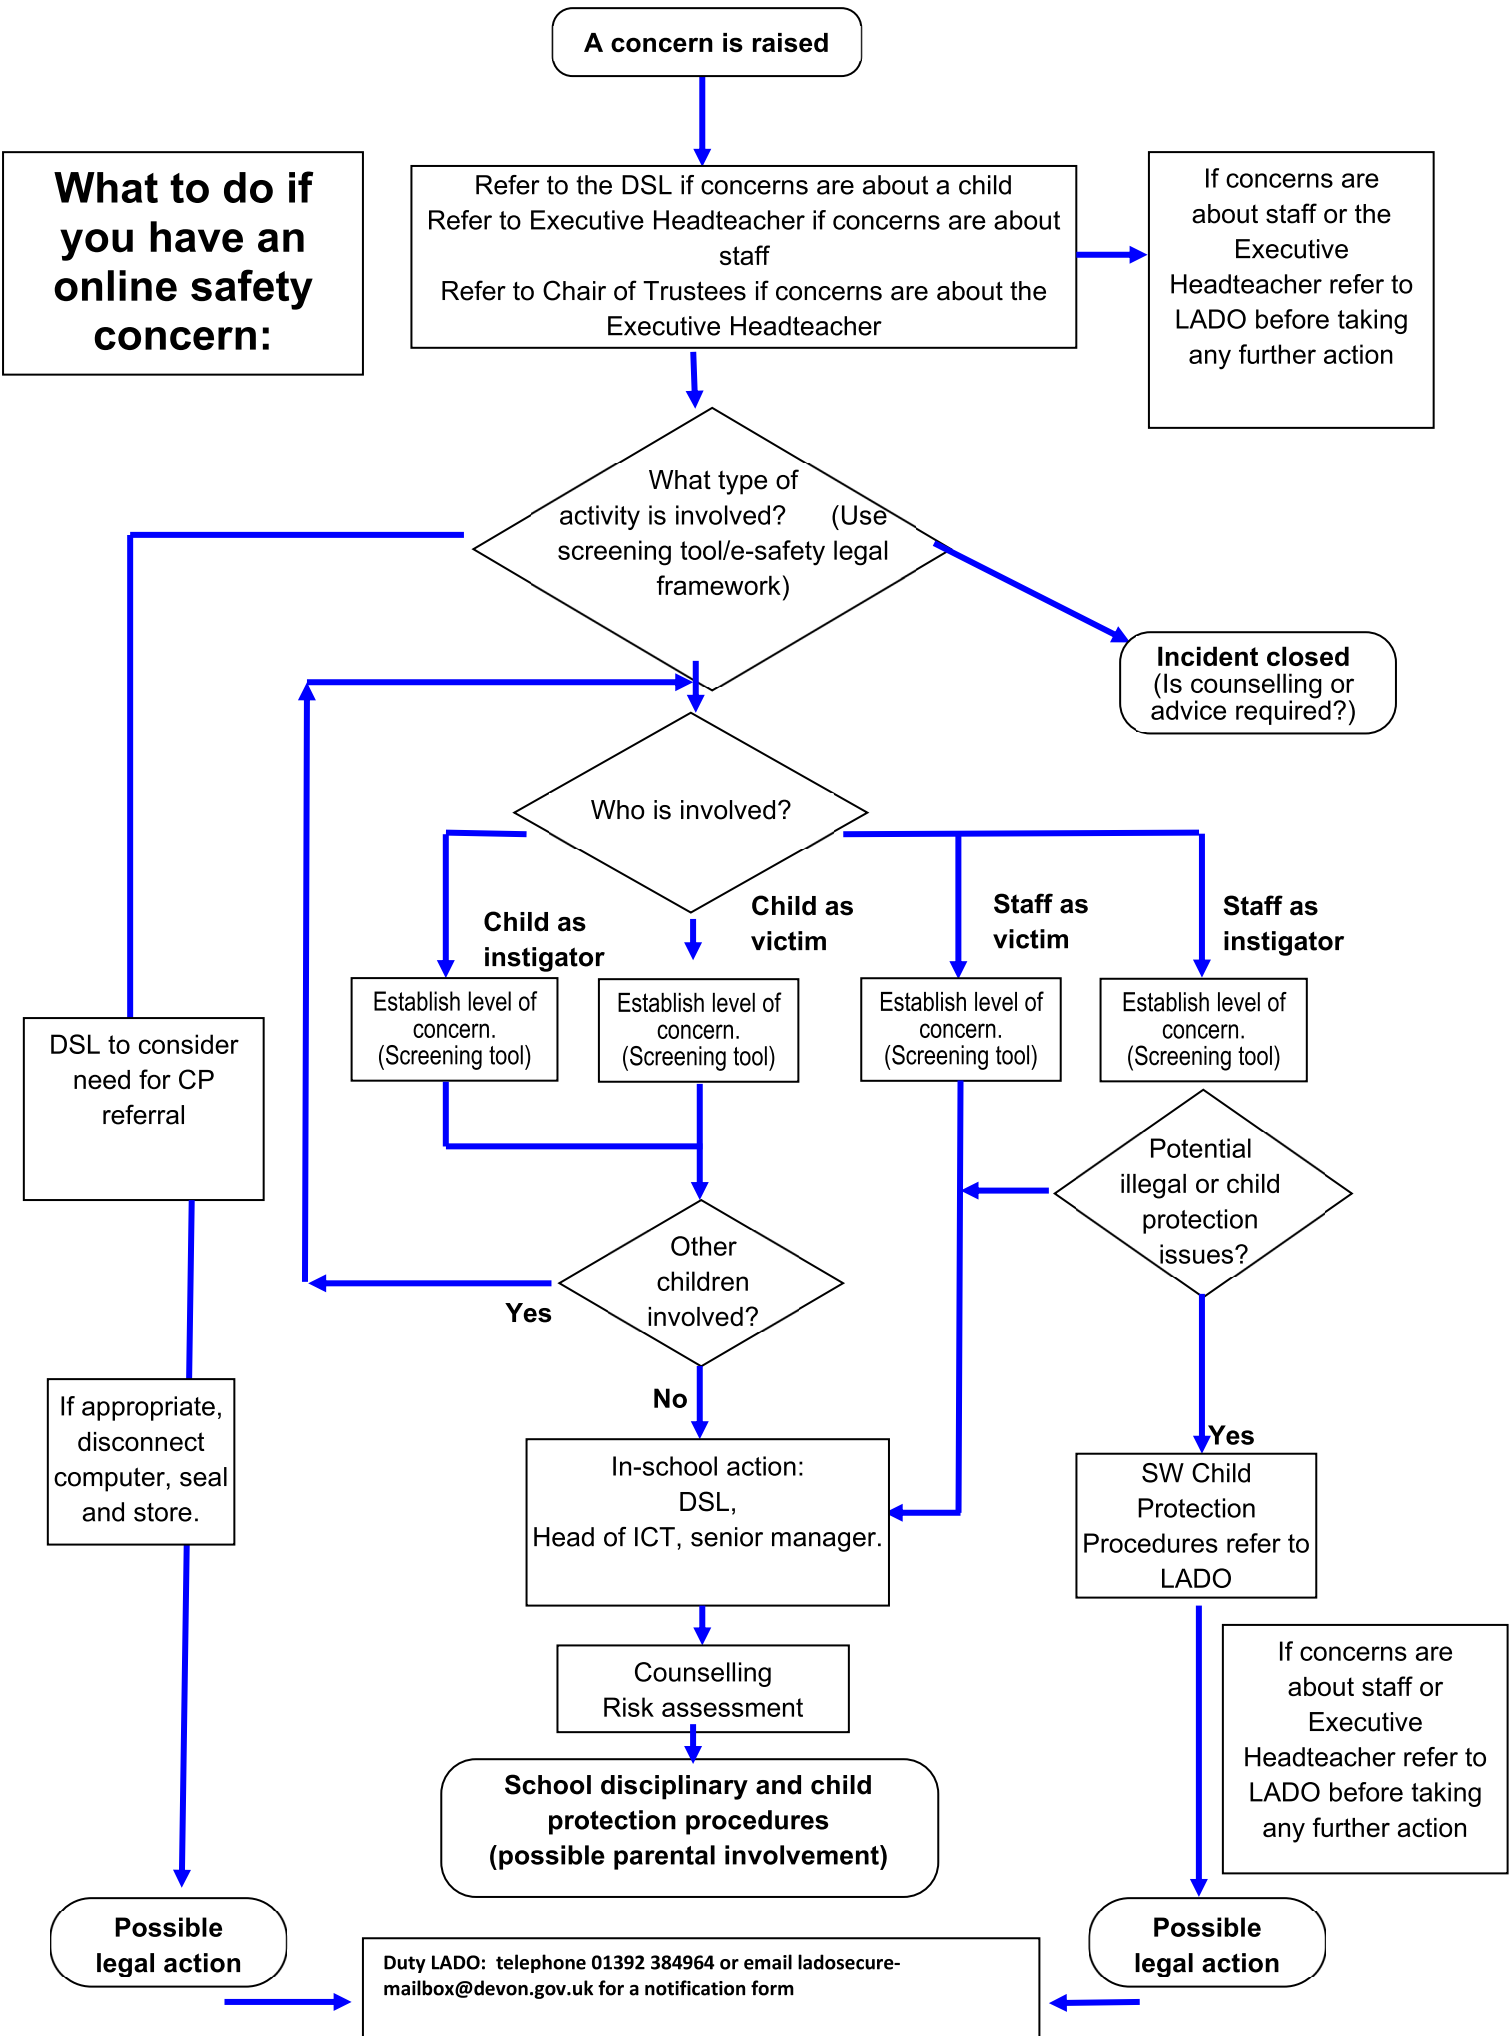 A concern is raised
What to do if
you have an
online safety
concern:
Refer to the DSL if concerns are about a child
Refer to Executive Headteacher if concerns are about
staff
Refer to Chair of Trustees if concerns are about the
Executive Headteacher
If concerns are
about staff or the
Executive
Headteacher refer to
LADO before taking
any further action
What type of
activity is involved? (Use
screening tool/e-safety legal
framework)
Incident closed
(Is counselling or
advice required?)
Who is involved?
Child as
instigator
Child as
victim
Staff as
victim
Staff as
instigator
Establish level of
concern.
(Screening tool)
Establish level of
concern.
(Screening tool)
Establish level of
concern.
(Screening tool)
Establish level of
concern.
(Screening tool)
DSL to consider
need for CP
referral
Potential
illegal or child
protection
issues?
Other
children
involved?
Yes
No
If appropriate,
disconnect
computer, seal
and store.
In-school action:
DSL,
Head of ICT, senior manager.
Yes
SW Child
Protection
Procedures refer to
LADO
Counselling
Risk assessment
If concerns are
about staff or
Executive
Headteacher refer to
LADO before taking
any further action
School disciplinary and child
protection procedures
(possible parental involvement)
Possible
legal action
Possible
legal action
Duty LADO: telephone 01392 384964 or email ladosecure-
mailbox@devon.gov.uk for a notification form